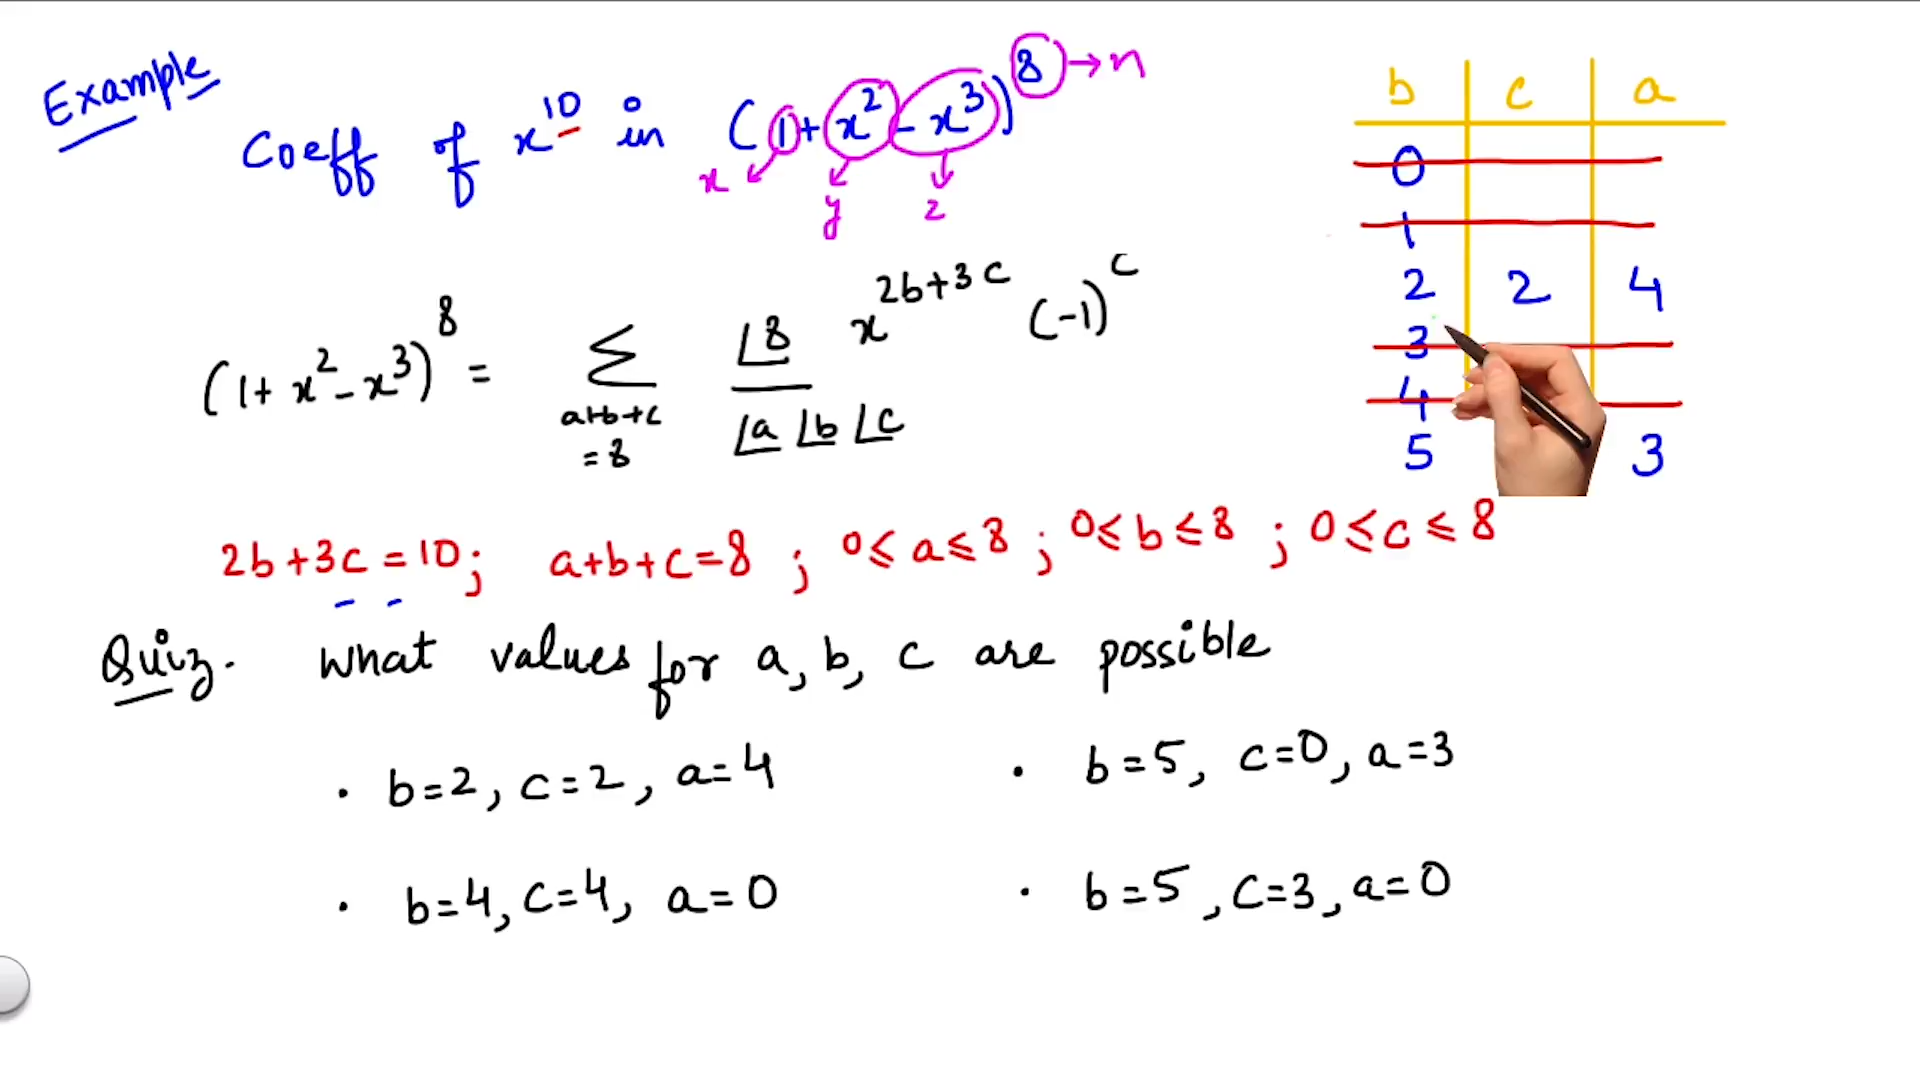 Example
Coeff of x^10 in (1+x^2-x^3)^8 → n
x y z
(1+x^2-x^3)^8 = Σ ⌊8 x^{2b+3c} (-1)^c
a+b+c ⌊a ⌊b ⌊c
=8
b c a
0
1
2 2 4
3
4
5 3
2b+3c=10; a+b+c=8 ; 0≤a≤8 ; 0≤b≤8 ; 0≤c≤8
Quiz. What values for a, b, c are possible
· b=2, c=2, a=4
· b=5, c=0, a=3
· b=4, c=4, a=0
· b=5, c=3, a=0